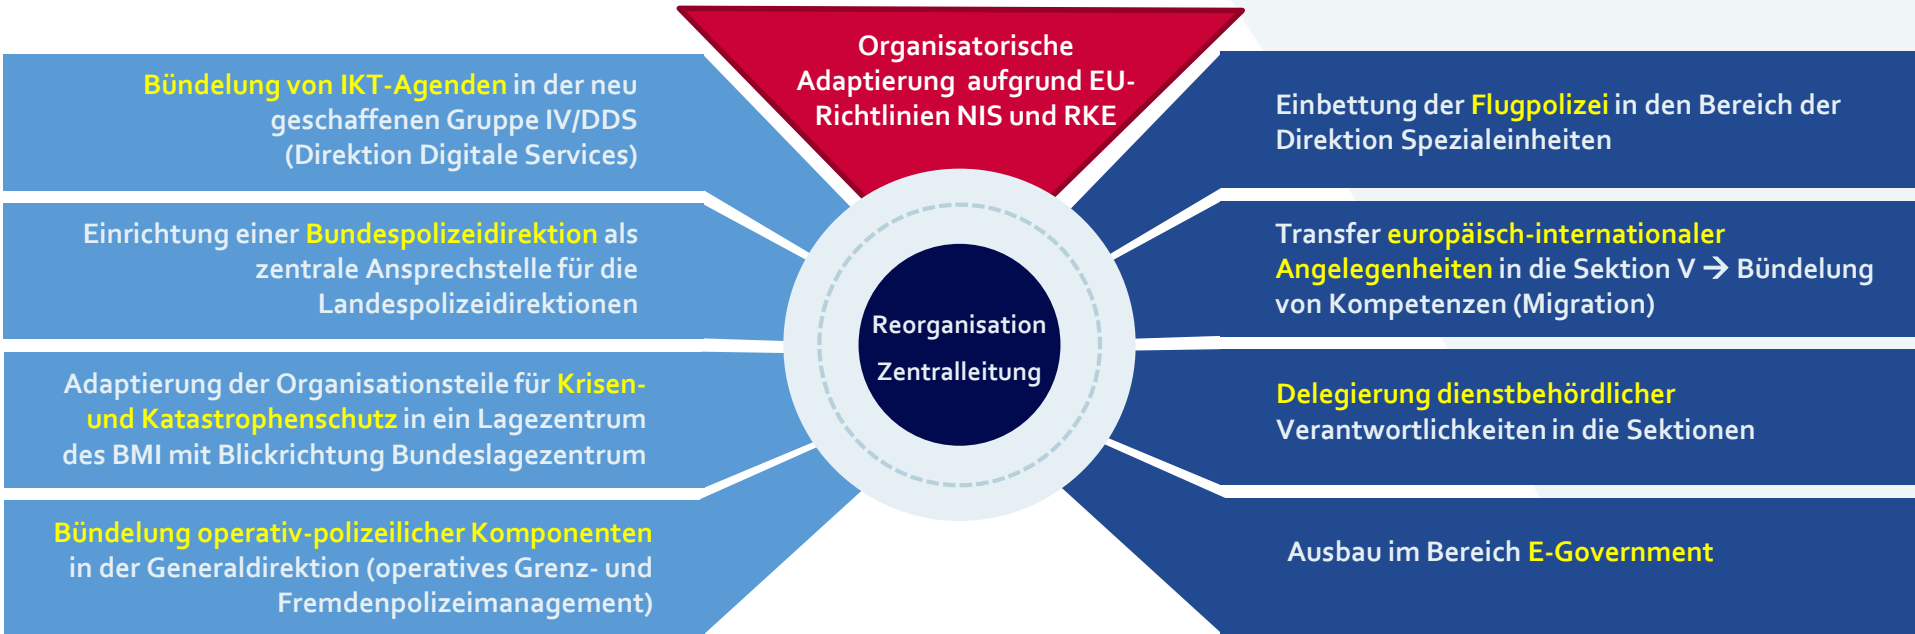 Organisatorische
Adaptierung aufgrund EU-
Richtlinien NIS und RKE
Bündelung von IKT-Agenden in der neu
geschaffenen Gruppe IV/DDS
(Direktion Digitale Services)
Einrichtung einer Bundespolizeidirektion als
zentrale Ansprechstelle für die
Landespolizeidirektionen
Adaptierung der Organisationsteile für Krisen-
und Katastrophenschutz in ein Lagezentrum
des BMI mit Blickrichtung Bundeslagezentrum
Bündelung operativ-polizeilicher Komponenten
in der Generaldirektion (operatives Grenz- und
Fremdenpolizeimanagement)
Reorganisation
Zentralleitung
Einbettung der Flugpolizei in den Bereich der
Direktion Spezialeinheiten
Transfer europäisch-internationaler
Angelegenheiten in die Sektion V → Bündelung
von Kompetenzen (Migration)
Delegierung dienstbehördlicher
Verantwortlichkeiten in die Sektionen
Ausbau im Bereich E-Government